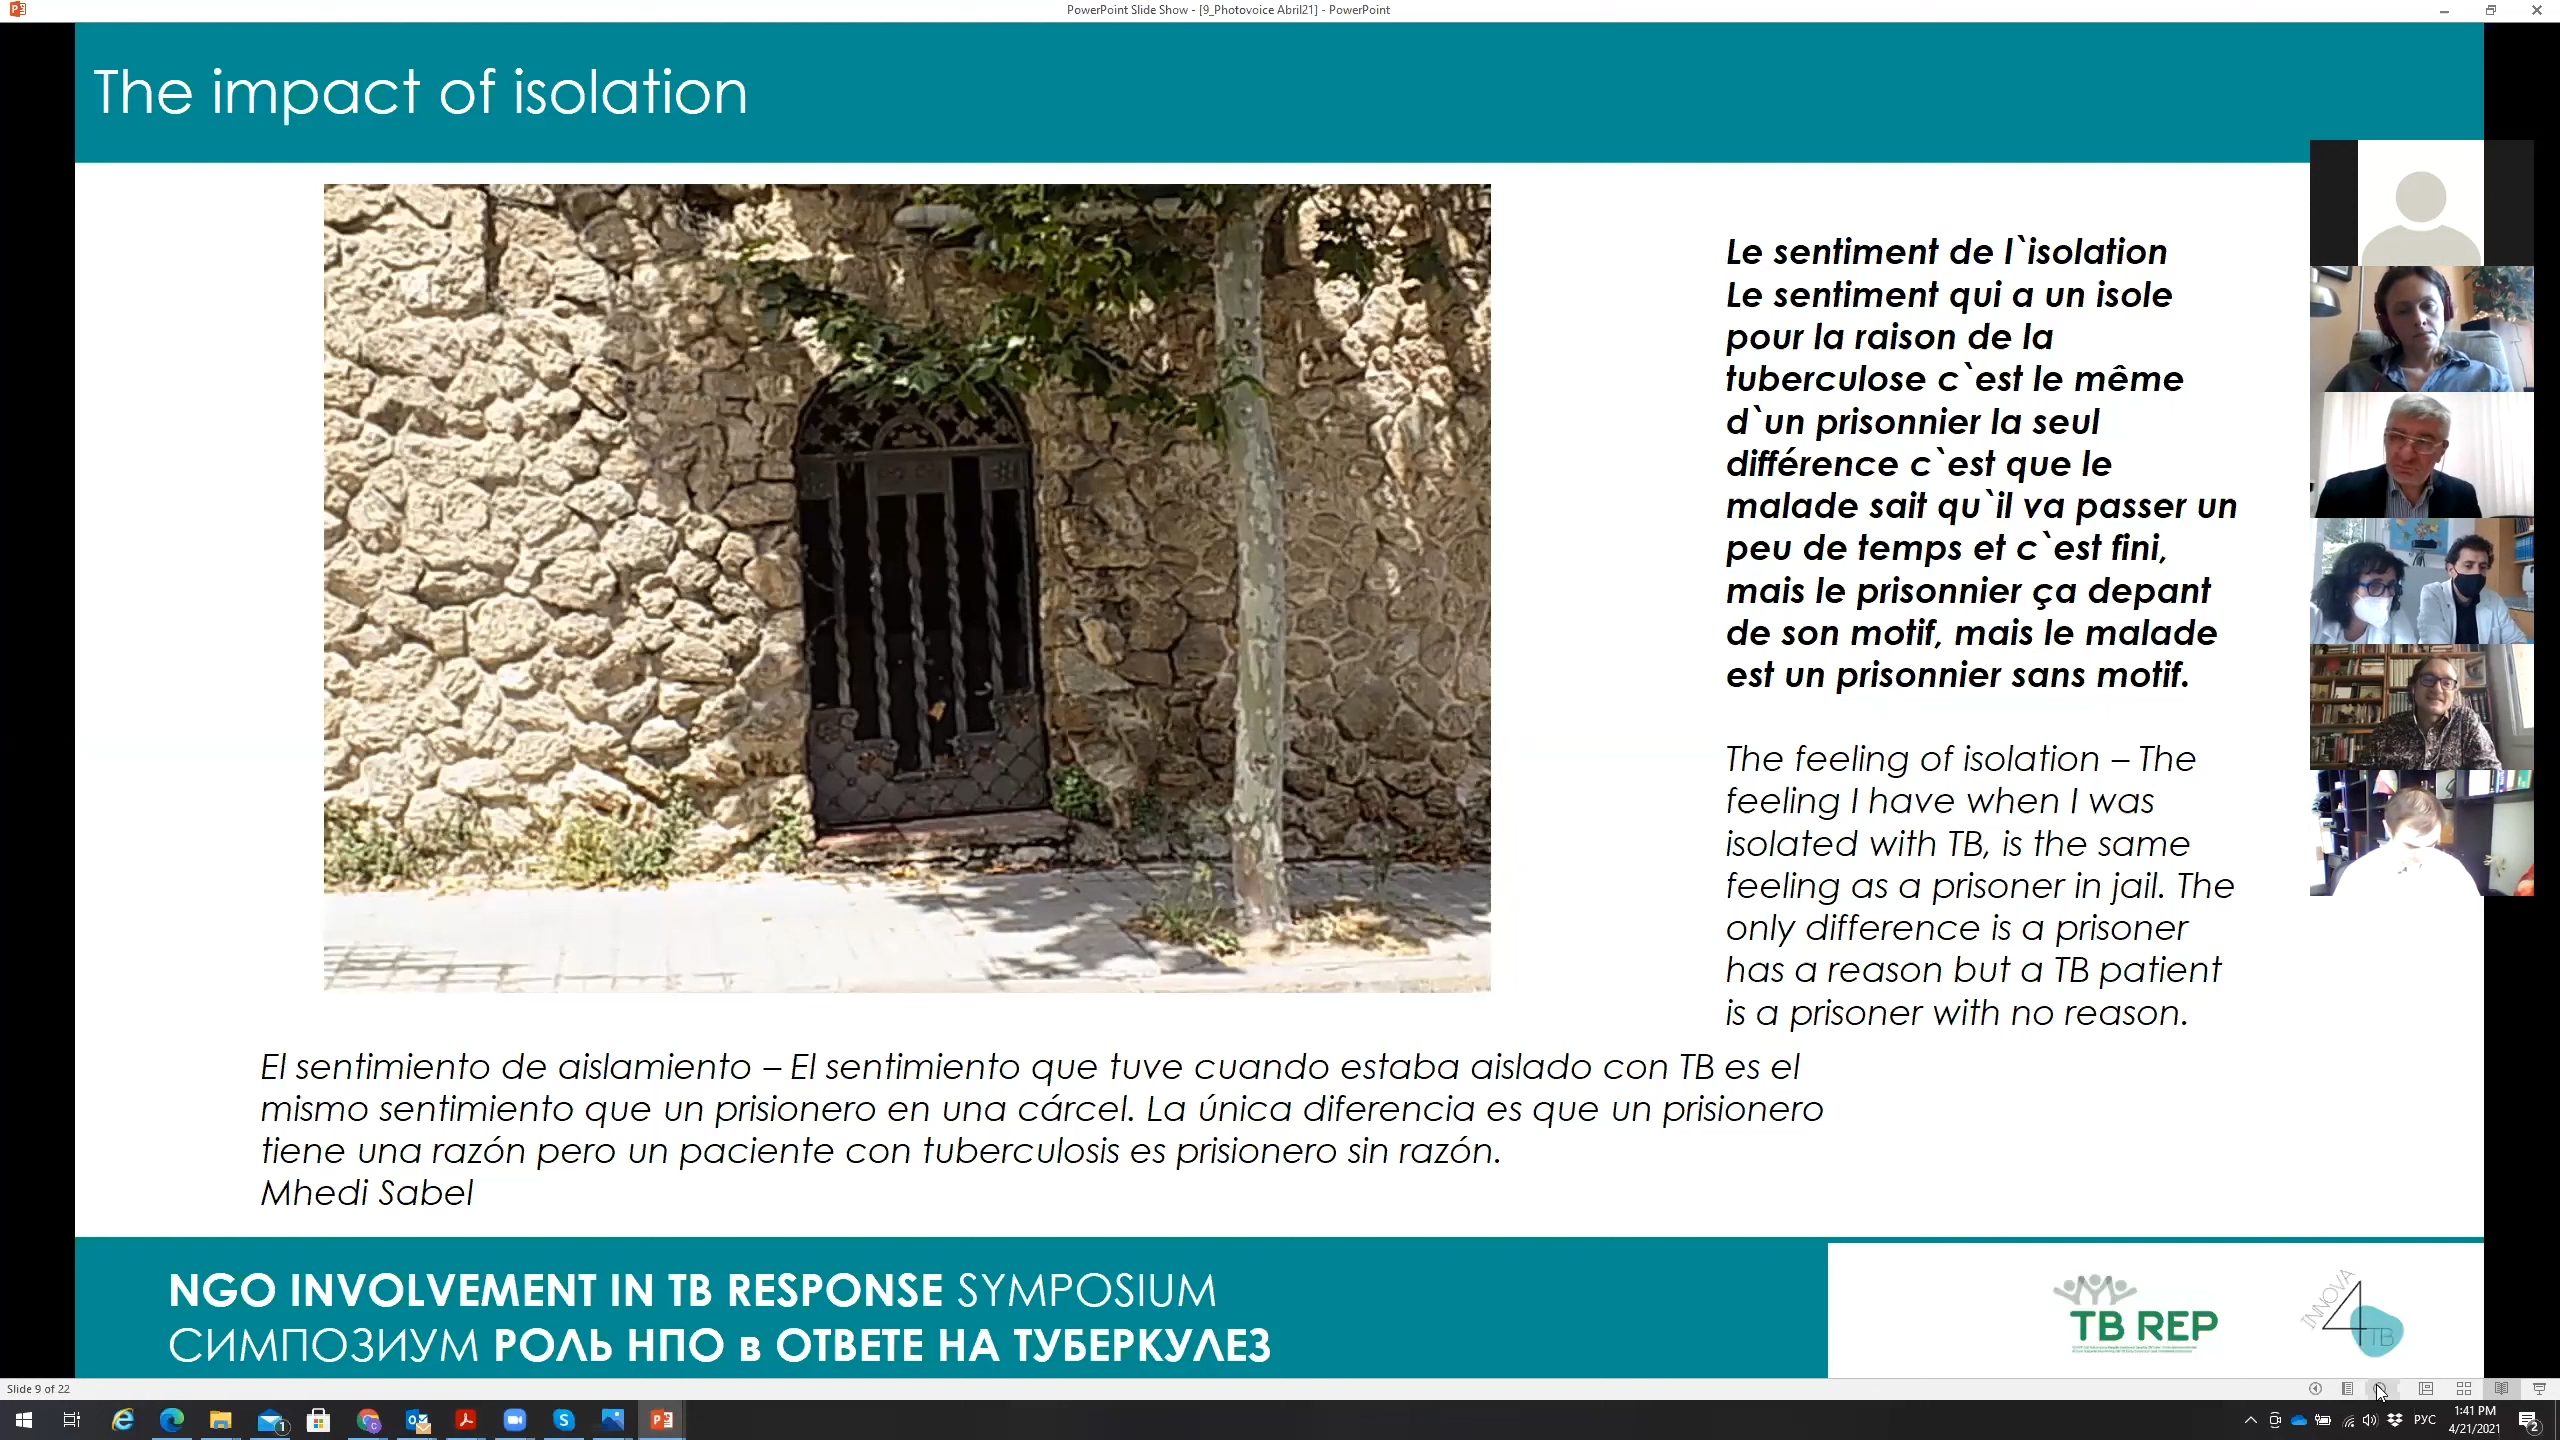 PowerPoint Slide Show - [9_Photovoice Abril21] - PowerPoint
The impact of isolation
Le sentiment de l`isolation
Le sentiment qui a un isole
pour la raison de la
tuberculose c`est le même
d`un prisonnier la seul
différence c`est que le
malade sait qu`il va passer un
peu de temps et c`est fini,
mais le prisonnier ça depant
de son motif, mais le malade
est un prisonnier sans motif.
The feeling of isolation – The
feeling I have when I was
isolated with TB, is the same
feeling as a prisoner in jail. The
only difference is a prisoner
has a reason but a TB patient
is a prisoner with no reason.
El sentimiento de aislamiento – El sentimiento que tuve cuando estaba aislado con TB es el
mismo sentimiento que un prisionero en una cárcel. La única diferencia es que un prisionero
tiene una razón pero un paciente con tuberculosis es prisionero sin razón.
Mhedi Sabel
NGO INVOLVEMENT IN TB RESPONSE SYMPOSIUM
СИМПОЗИУМ РОЛЬ НПО в ОТВЕТЕ НА ТУБЕРКУЛЕЗ
TB REP
INNOVA
4
TB
Slide 9 of 22
РУС
1:41 PM
4/21/2021